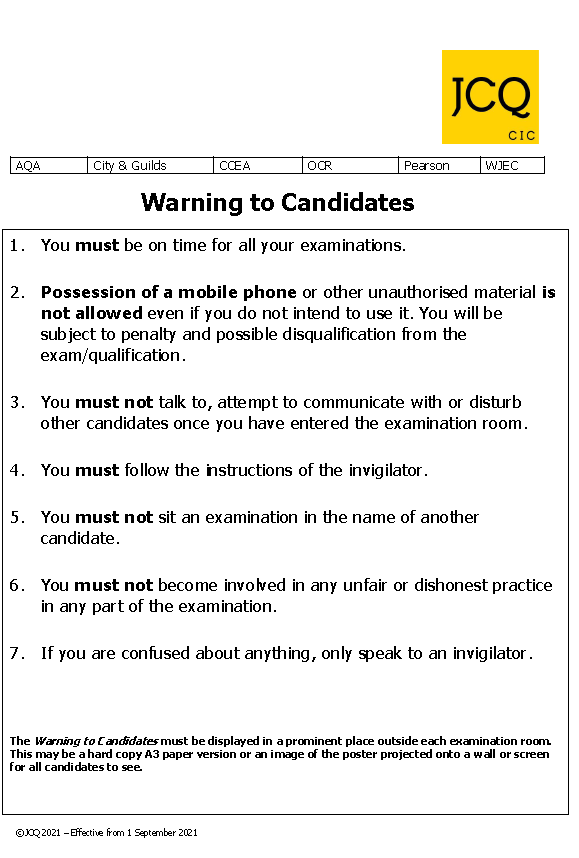 JCQ
CIC
AQA City & Guilds CCEA OCR Pearson WJEC
Warning to Candidates
1. You must be on time for all your examinations.
2. Possession of a mobile phone or other unauthorised material is
not allowed even if you do not intend to use it. You will be
subject to penalty and possible disqualification from the
exam/qualification.
3. You must not talk to, attempt to communicate with or disturb
other candidates once you have entered the examination room.
4. You must follow the instructions of the invigilator.
5. You must not sit an examination in the name of another
candidate.
6. You must not become involved in any unfair or dishonest practice
in any part of the examination.
7. If you are confused about anything, only speak to an invigilator.
The Warning to Candidates must be displayed in a prominent place outside each examination room.
This may be a hard copy A3 paper version or an image of the poster projected onto a wall or screen
for all candidates to see.
©JCQ 2021 – Effective from 1 September 2021